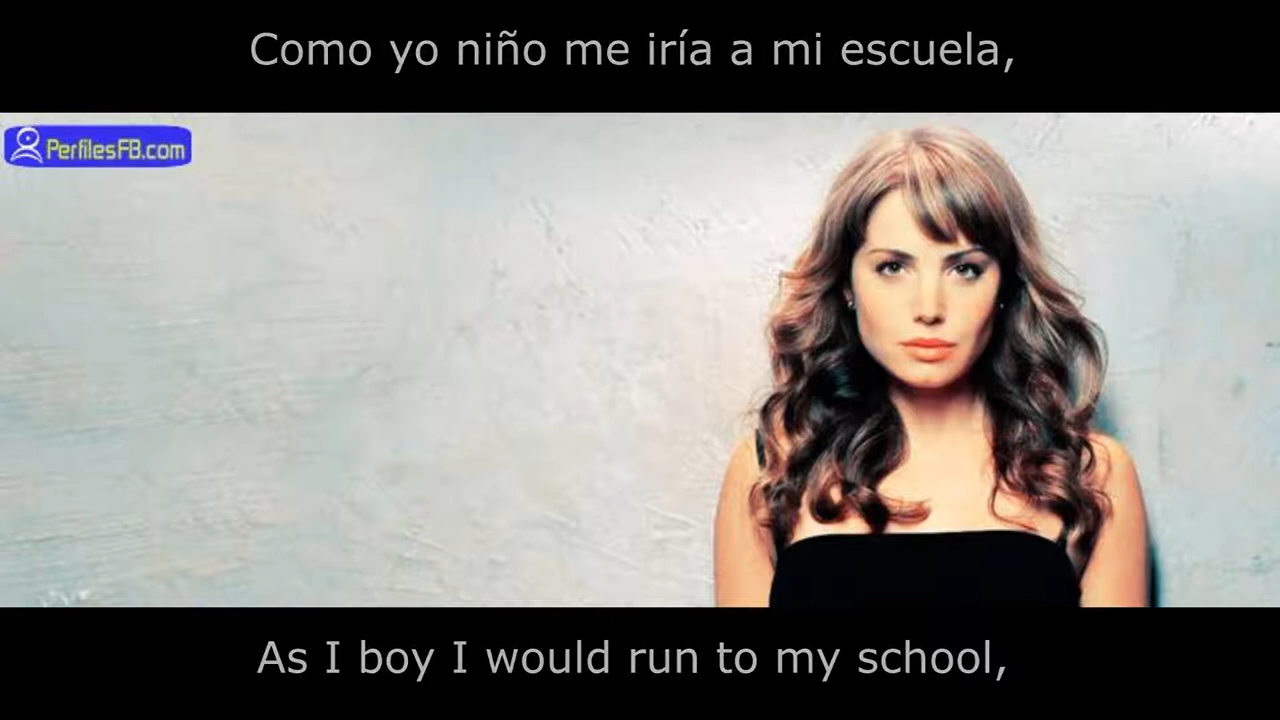 Como yo niño me iría a mi escuela,
PerfilesFB.com
As I boy I would run to my school,